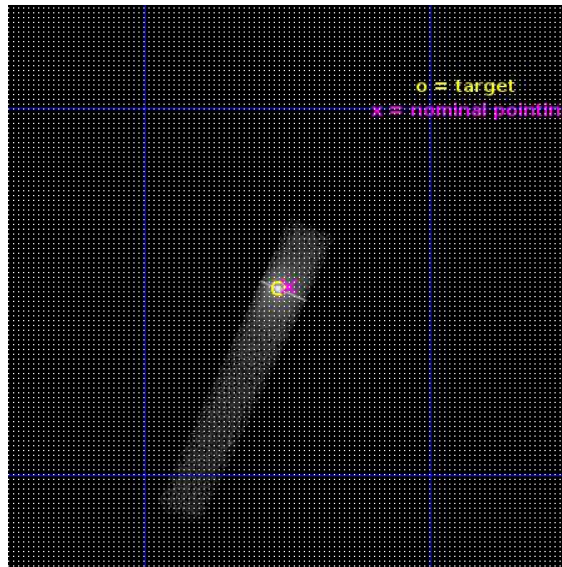 o = target
x = nominal pointin